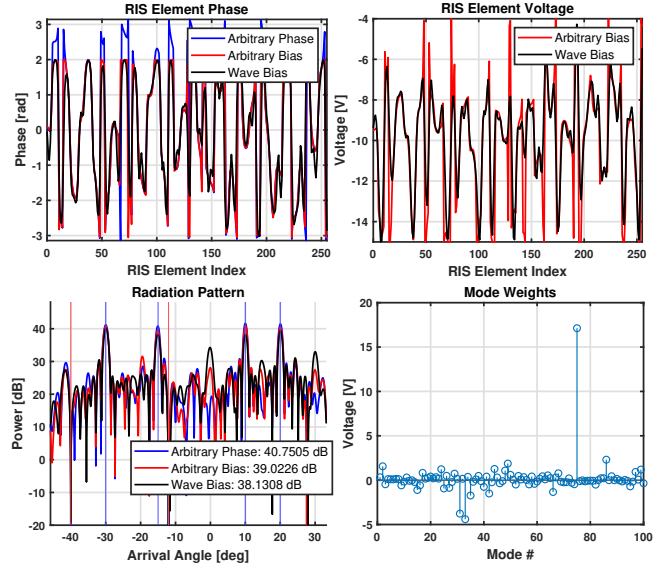 RIS Element Phase
3
2
1
0
-1
-2
-3
Phase [rad]
Arbitrary Phase
Arbitrary Bias
Wave Bias
0 50 100 150 200 250
RIS Element Index
RIS Element Voltage
-4
-6
-8
-10
-12
-14
Voltage [V]
Arbitrary Bias
Wave Bias
0 50 100 150 200 250
RIS Element Index
Radiation Pattern
40
30
20
10
0
-10
-20
Power [dB]
Arbitrary Phase: 40.7505 dB
Arbitrary Bias: 39.0226 dB
Wave Bias: 38.1308 dB
-40 -30 -20 -10 0 10 20 30
Arrival Angle [deg]
Mode Weights
20
15
10
5
0
-5
Voltage [V]
0 20 40 60 80 100
Mode #